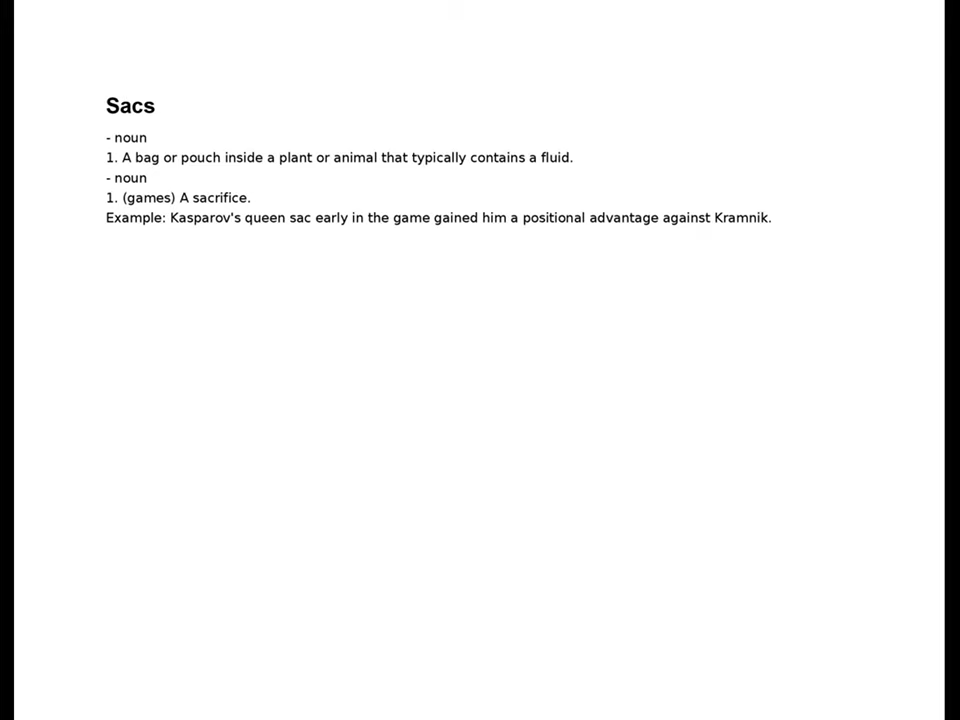 Sacs
- noun
1. A bag or pouch inside a plant or animal that typically contains a fluid.
- noun
1. (games) A sacrifice.
Example: Kasparov's queen sac early in the game gained him a positional advantage against Kramnik.